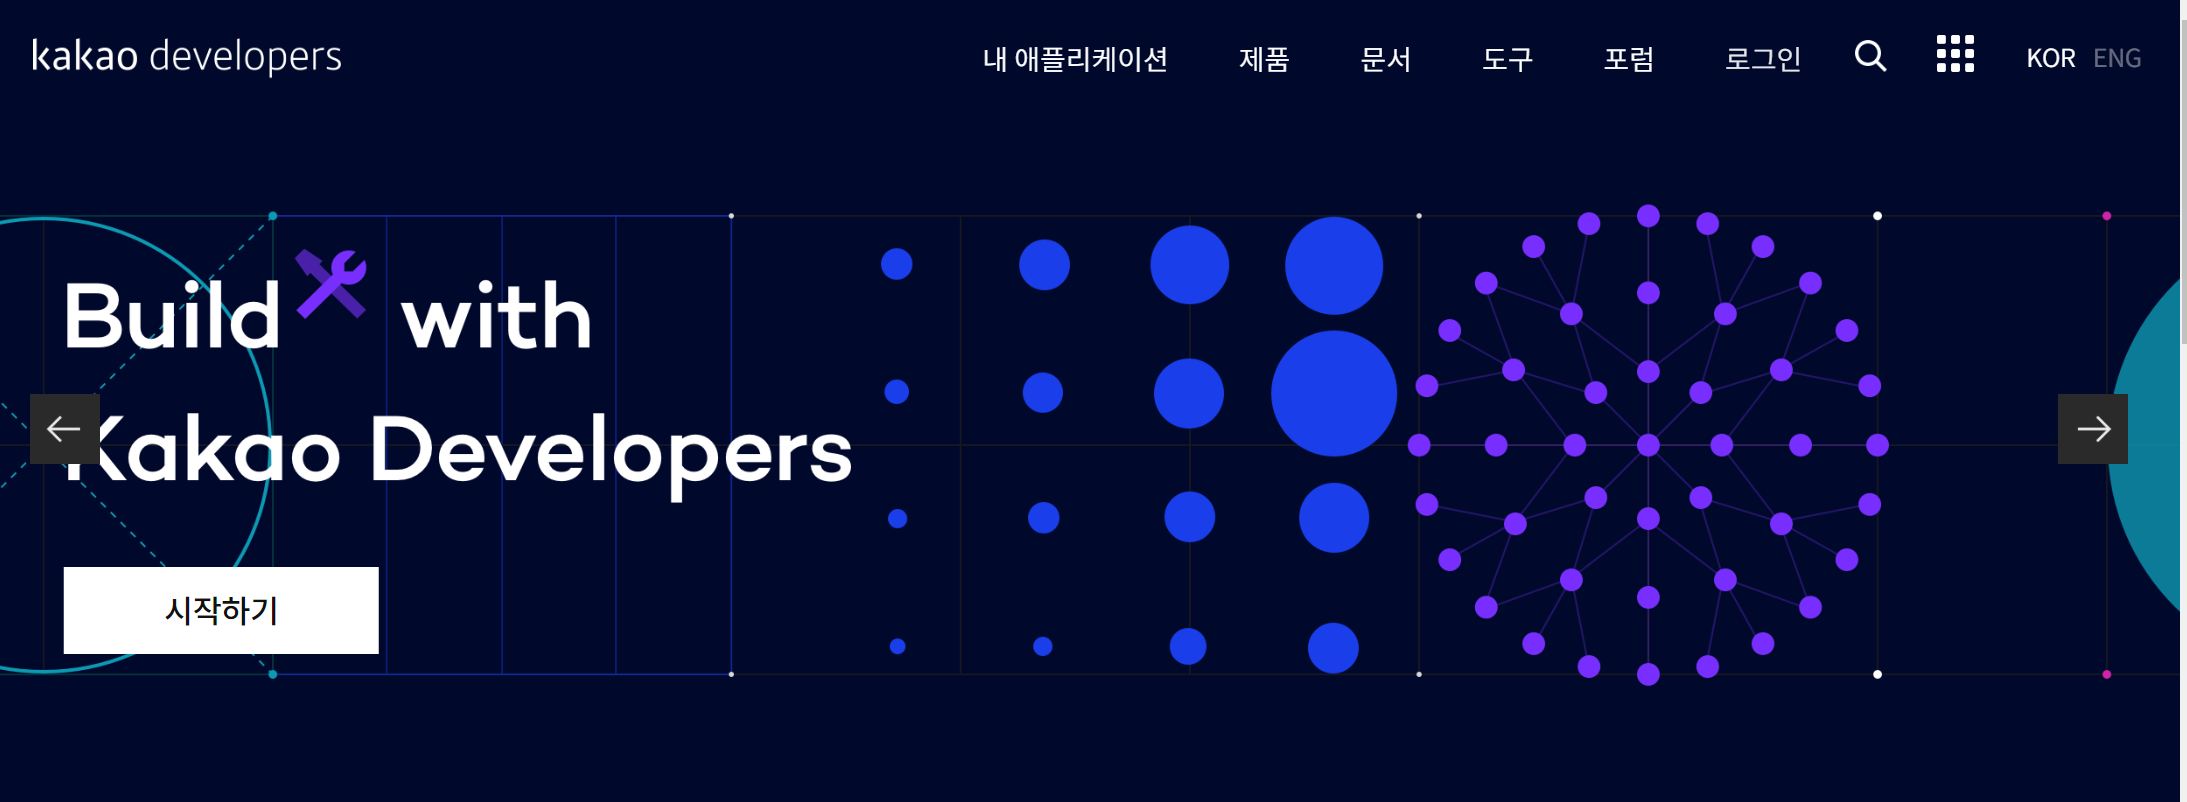 kakao developers
내 애플리케이션 제품 문서 도구 포럼 로그인 KOR ENG
Build with
Kakao Developers
시작하기